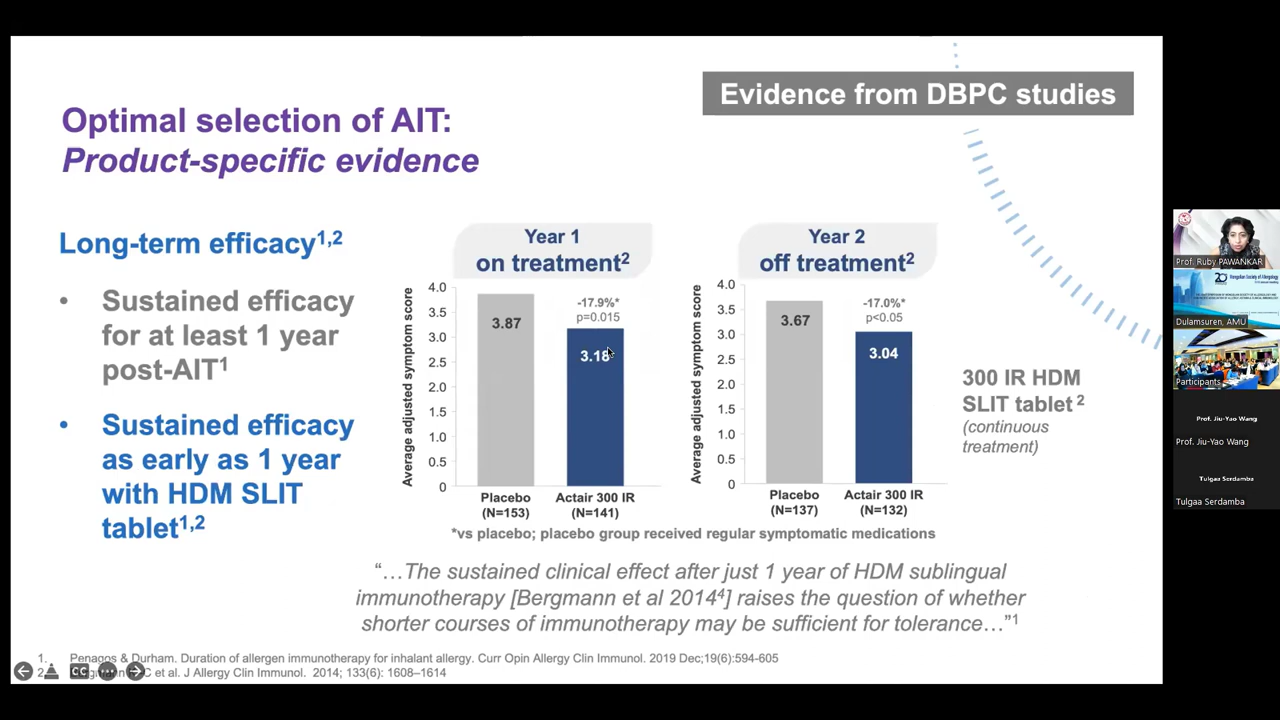 Evidence from DBPC studies
Optimal selection of AIT:
Product-specific evidence
Long-term efficacy1,2
• Sustained efficacy
for at least 1 year
post-AIT1
• Sustained efficacy
as early as 1 year
with HDM SLIT
tablet1,2
Year 1
on treatment2
Average adjusted symptom score
4.0
3.5
3.0
2.5
2.0
1.5
1.0
0.5
0
3.87
-17.9%*
p=0.015
3.18
Placebo
(N=153)
Actair 300 IR
(N=141)
Year 2
off treatment2
Average adjusted symptom score
4.0
3.5
3.0
2.5
2.0
1.5
1.0
0.5
0
3.67
-17.0%*
p<0.05
3.04
Placebo
(N=137)
Actair 300 IR
(N=132)
300 IR HDM
SLIT tablet 2
(continuous
treatment)
*vs placebo; placebo group received regular symptomatic medications
“…The sustained clinical effect after just 1 year of HDM sublingual
immunotherapy [Bergmann et al 20144] raises the question of whether
shorter courses of immunotherapy may be sufficient for tolerance…”1
1. Penagos & Durham. Duration of allergen immunotherapy for inhalant allergy. Curr Opin Allergy Clin Immunol. 2019 Dec;19(6):594-605
2. C et al. J Allergy Clin Immunol. 2014; 133(6): 1608–1614
CC
Prof. Ruby PAWANKAR
20
Mongolian Society of Allergology
Dulamsuren, AMU
Participants
Prof. Jiu-Yao Wang
Prof. Jiu-Yao Wang
Tulgaa Serdamba
Tulgaa Serdamba